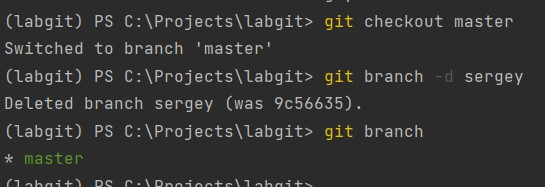 (labgit) PS C:\Projects\labgit> git checkout master
Switched to branch 'master'
(labgit) PS C:\Projects\labgit> git branch -d sergey
Deleted branch sergey (was 9c56635).
(labgit) PS C:\Projects\labgit> git branch
* master
(labgit) PS C:\Projects\labgit>